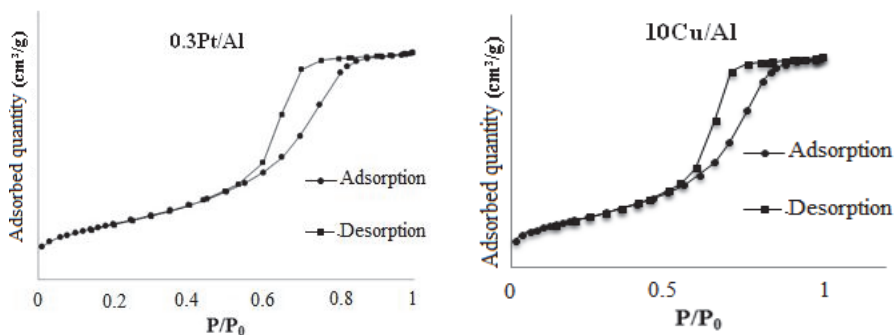 0.3Pt/Al
Adsorbed quantity (cm³/g)
Adsorption
Desorption
0 0.2 0.4 0.6 0.8 1
P/P₀
10Cu/Al
Adsorbed quantity (cm³/g)
Adsorption
Desorption
0 0.5 1
P/P₀